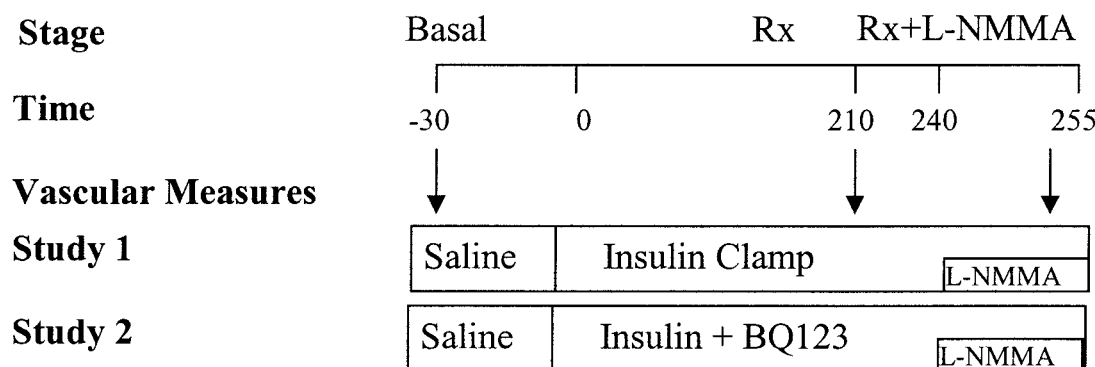 Stage Basal Rx Rx+L-NMMA
Time -30 0 210 240 255
Vascular Measures
Study 1 Saline Insulin Clamp L-NMMA
Study 2 Saline Insulin + BQ123 L-NMMA